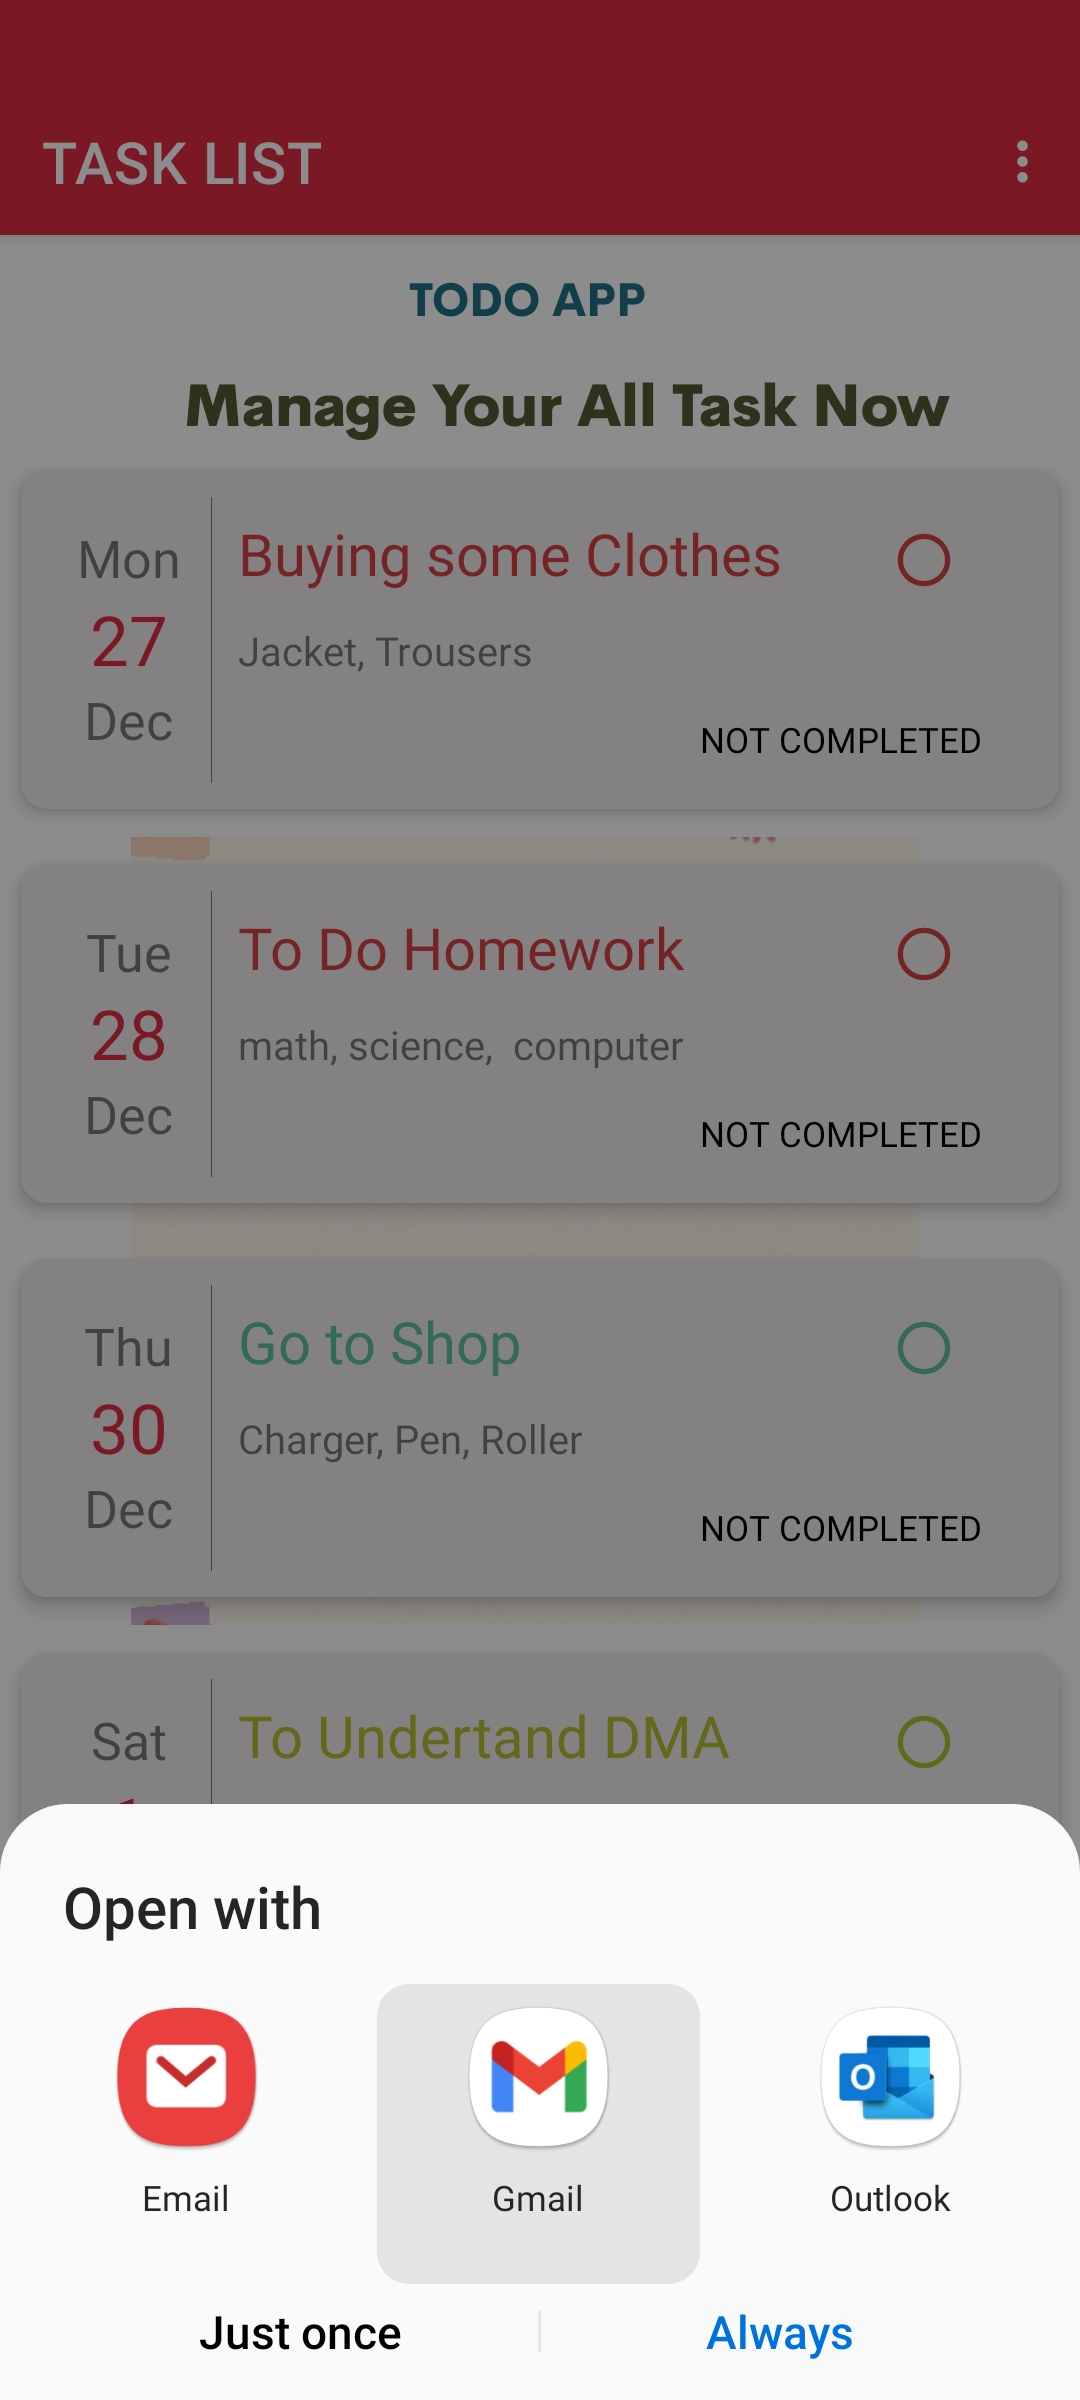 TASK LIST
TODO APP
Manage Your All Task Now
Mon
27
Dec
Buying some Clothes
Jacket, Trousers
NOT COMPLETED
Tue
28
Dec
To Do Homework
math, science,  computer
NOT COMPLETED
Thu
30
Dec
Go to Shop
Charger, Pen, Roller
NOT COMPLETED
Sat
To Undertand DMA
Open with
Email
Gmail
Outlook
Just once
Always